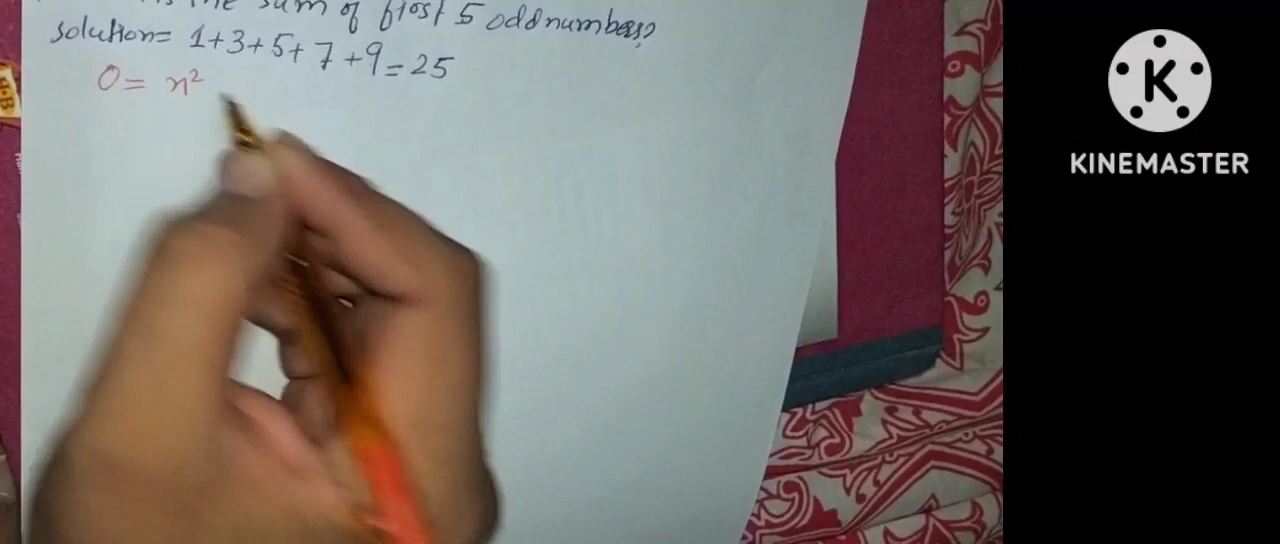 the sum of first 5 odd numbers?
Solution= 1+3+5+7+9=25
O= n²
K
KINEMASTER